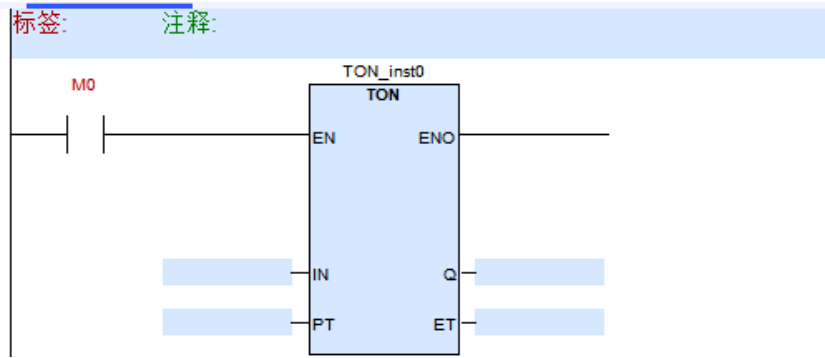 标签: 注释:
TON_inst0
M0
TON
EN ENO
IN Q
PT ET